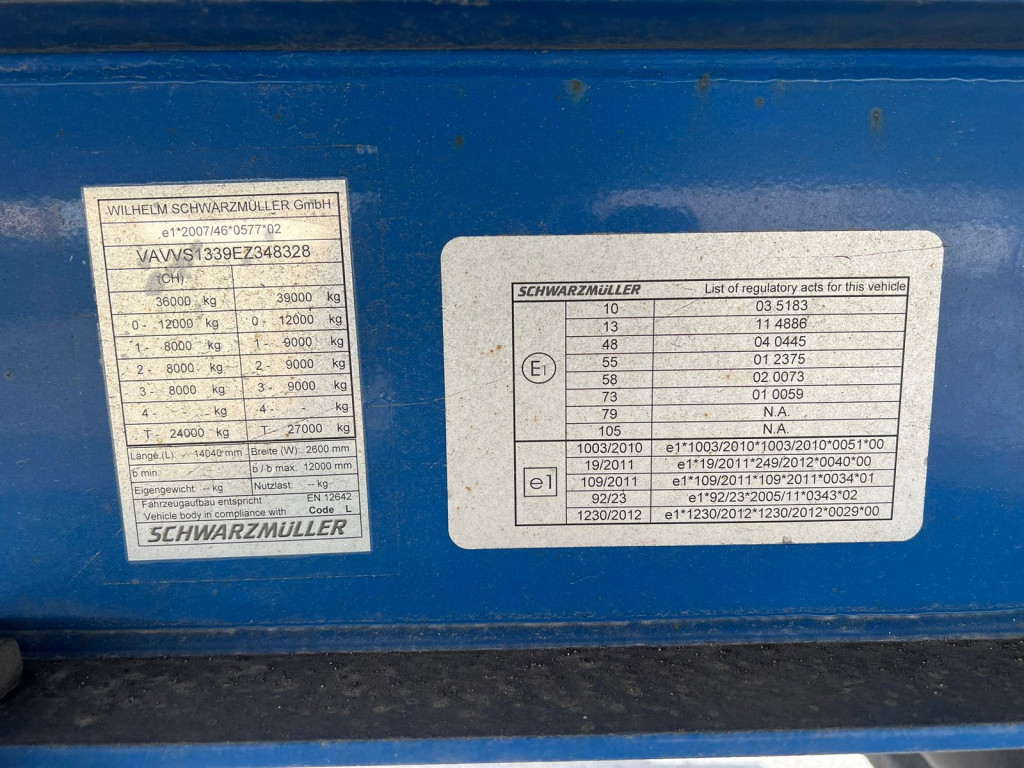 WILHELM SCHWARZMÜLLER GmbH
e1*2007/46*0577*02
VAVVS1339EZ348328
(CH)
36000 kg 39000 kg
0 - 12000 kg 0 - 12000 kg
1 - 8000 kg 1 - 9000 kg
2 - 8000 kg 2 - 9000 kg
3 - 8000 kg 3 - 9000 kg
4 - - kg 4 - - kg
T - 24000 kg T - 27000 kg
Länge (L): 14040 mm Breite (W): 2600 mm
b min: b / b max: 12000 mm
Eigengewicht: -- kg Nutzlast: -- kg
Fahrzeugaufbau entspricht EN 12642
Vehicle body in compliance with Code L
SCHWARZMÜLLER
SCHWARZMÜLLER List of regulatory acts for this vehicle
E1
10 03 5183
13 11 4886
48 04 0445
55 01 2375
58 02 0073
73 01 0059
79 N.A.
105 N.A.
e1
1003/2010 e1*1003/2010*1003/2010*0051*00
19/2011 e1*19/2011*249/2012*0040*00
109/2011 e1*109/2011*109*2011*0034*01
92/23 e1*92/23*2005/11*0343*02
1230/2012 e1*1230/2012*1230/2012*0029*00